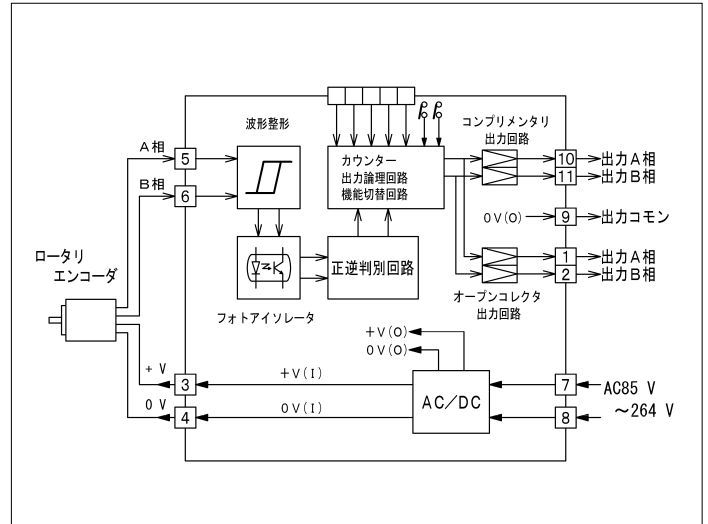 波形整形
コンプリメンタリ
出力回路
A相
5
B相
6
カウンター
出力論理回路
機能切替回路
10
出力A相
11
出力B相
0V(O)
9
出力コモン
ロータリ
エンコーダ
正逆判別回路
1
出力A相
2
出力B相
フォトアイソレータ
オープンコレクタ
出力回路
+V(O)
0V(O)
+V
3
+V(I)
AC/DC
7
AC85 V
0V
4
0V(I)
8
~264 V